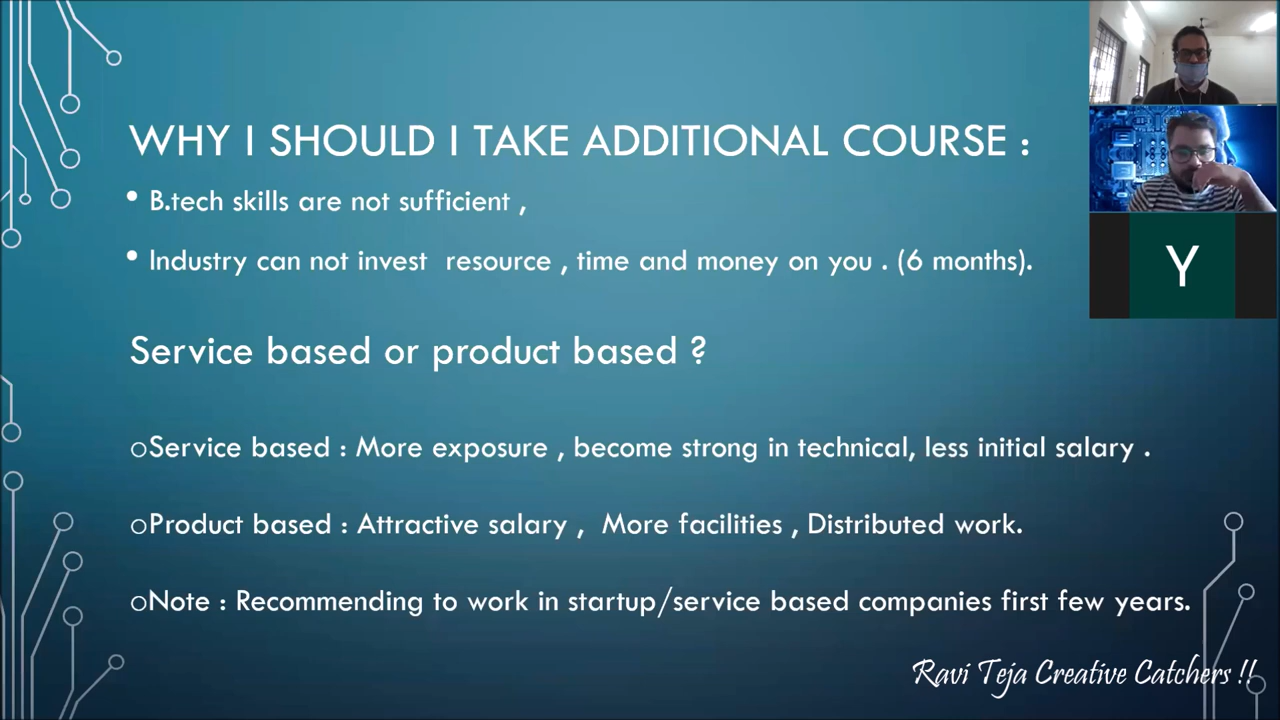 WHY I SHOULD I TAKE ADDITIONAL COURSE :
• B.tech skills are not sufficient ,
• Industry can not invest resource , time and money on you . (6 months).
Y
Service based or product based ?
oService based : More exposure , become strong in technical, less initial salary .
oProduct based : Attractive salary , More facilities , Distributed work.
oNote : Recommending to work in startup/service based companies first few years.
Ravi Teja Creative Catchers !!